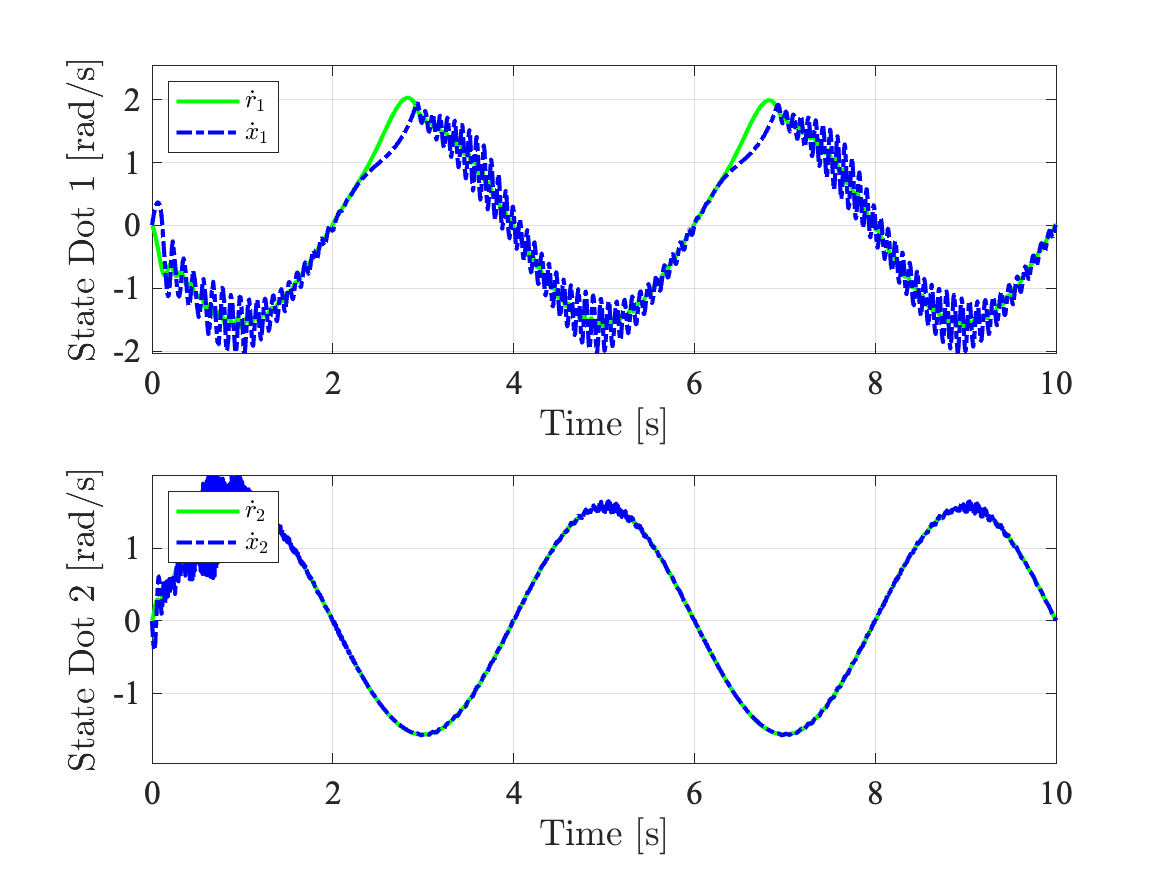 State Dot 1 [rad/s]
2
1
0
-1
-2
ṙ₁
ẋ₁
0 2 4 6 8 10
Time [s]
State Dot 2 [rad/s]
1
0
-1
ṙ₂
ẋ₂
0 2 4 6 8 10
Time [s]